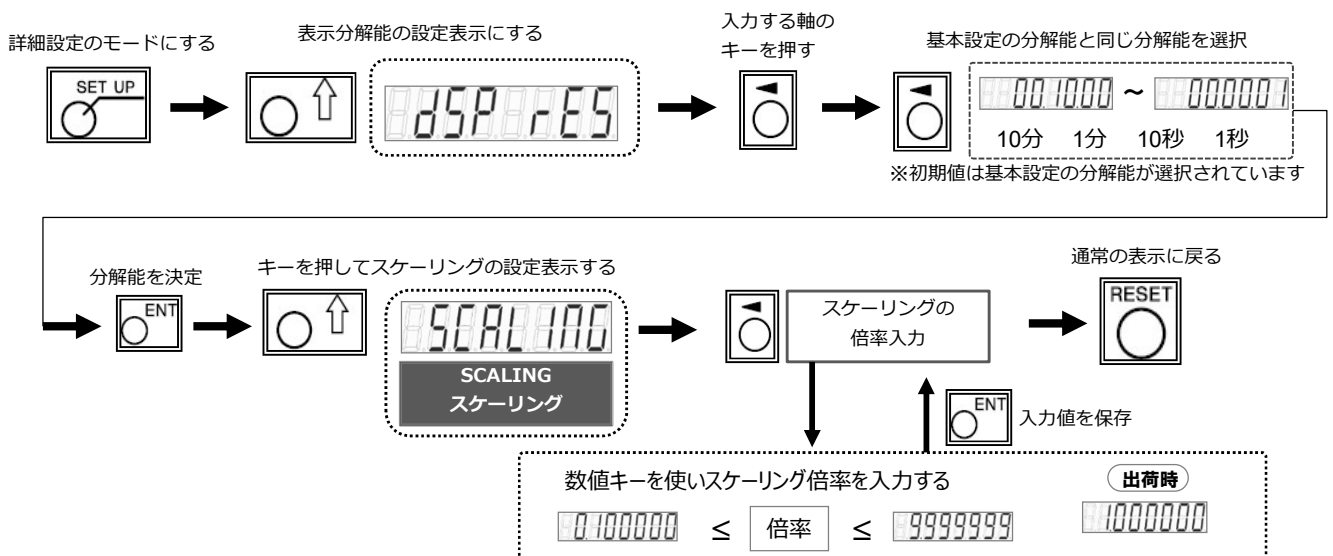 詳細設定のモードにする
SET UP
表示分解能の設定表示にする
dSP rES
入力する軸の
キーを押す
基本設定の分解能と同じ分解能を選択
00.10.00 ~ 00.00.01
10分 1分 10秒 1秒
※初期値は基本設定の分解能が選択されています
分解能を決定
ENT
キーを押してスケーリングの設定表示する
SCALING
SCALING
スケーリング
スケーリングの
倍率入力
通常の表示に戻る
RESET
ENT
入力値を保存
数値キーを使いスケーリング倍率を入力する
出荷時
0.100000 ≤ 倍率 ≤ 9.999999
1.000000